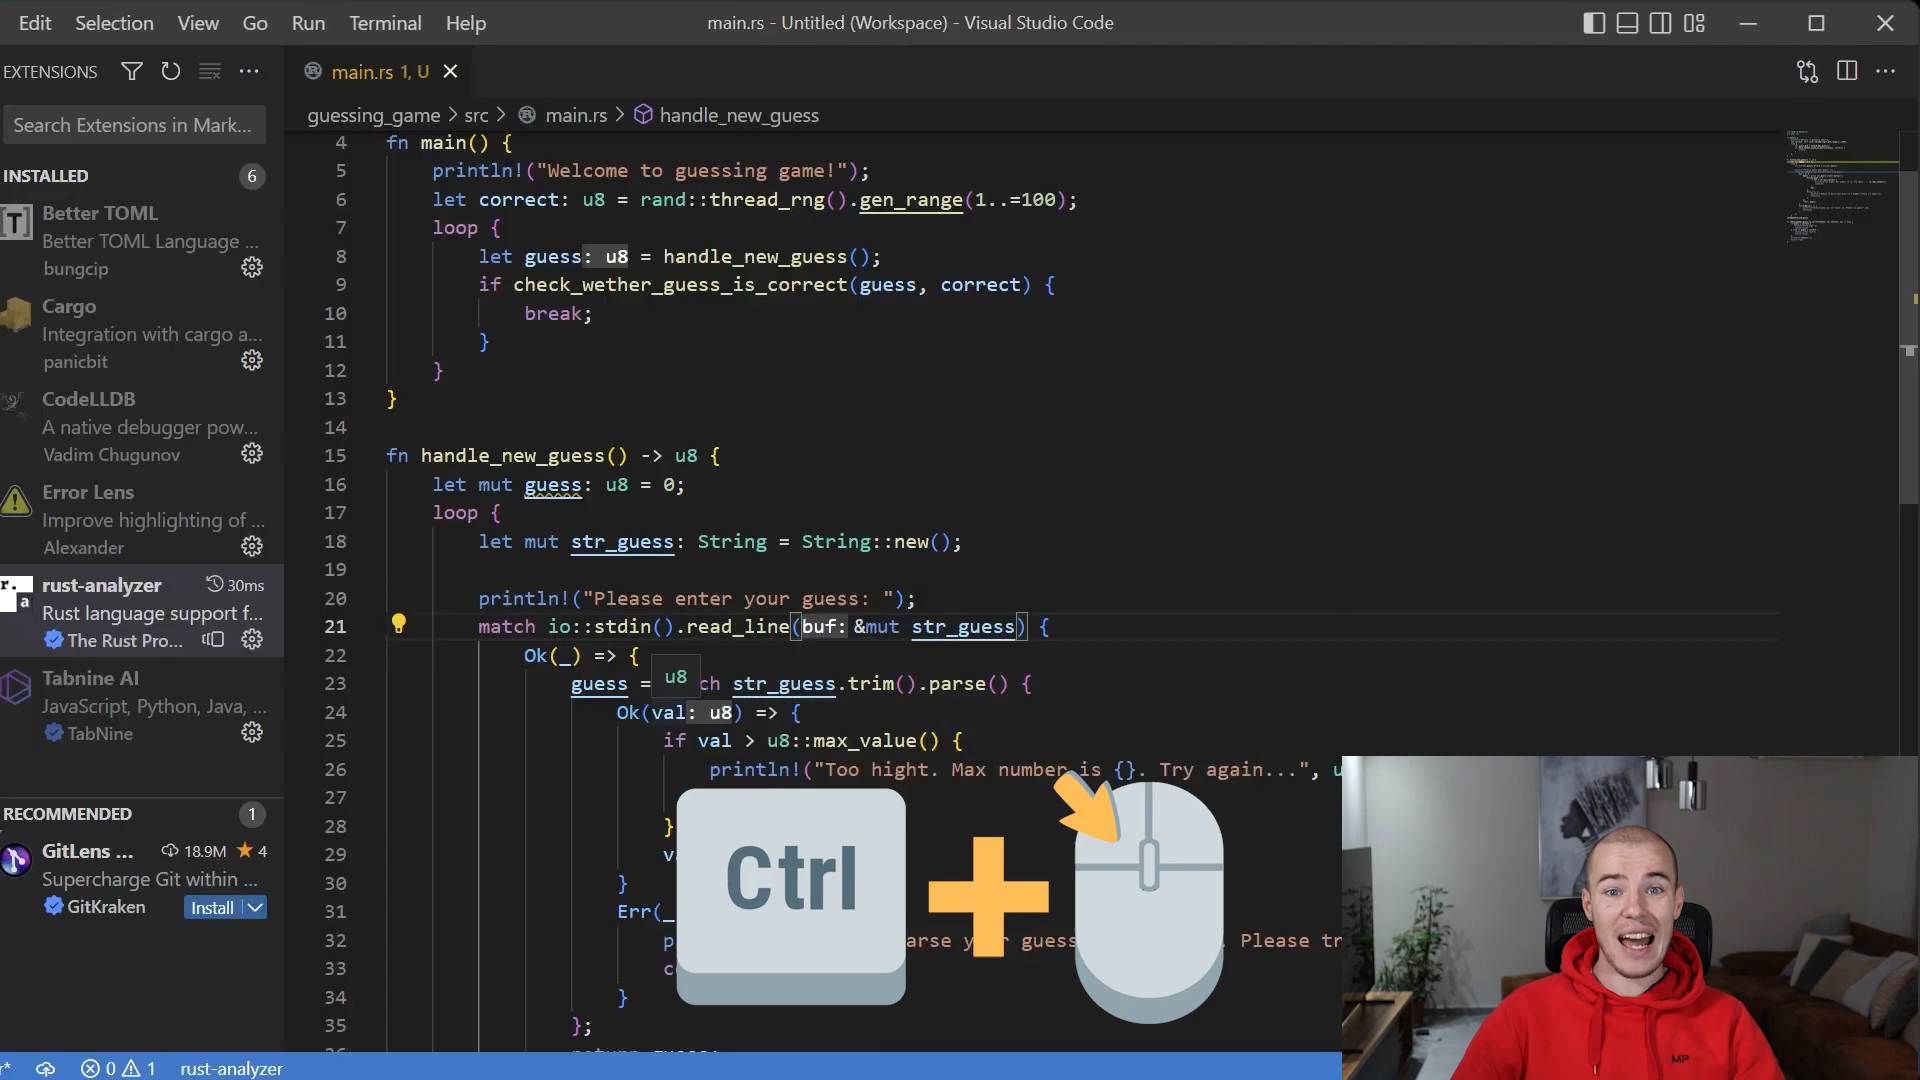 Edit Selection View Go Run Terminal Help
main.rs - Untitled (Workspace) - Visual Studio Code
EXTENSIONS
Search Extensions in Mark...
INSTALLED 6
Better TOML
Better TOML Language ...
bungcip
Cargo
Integration with cargo a...
panicbit
CodeLLDB
A native debugger pow...
Vadim Chugunov
Error Lens
Improve highlighting of ...
Alexander
r.
a
rust-analyzer 30ms
Rust language support f...
The Rust Pro...
Tabnine AI
JavaScript, Python, Java, ...
TabNine
RECOMMENDED 1
GitLens ... 18.9M 4
Supercharge Git within ...
GitKraken Install
main.rs 1, U
guessing_game > src > main.rs > handle_new_guess
4 fn main() {
5 println!("Welcome to guessing game!");
6 let correct: u8 = rand::thread_rng().gen_range(1..=100);
7 loop {
8 let guess: u8 = handle_new_guess();
9 if check_wether_guess_is_correct(guess, correct) {
10 break;
11 }
12 }
13 }
14
15 fn handle_new_guess() -> u8 {
16 let mut guess: u8 = 0;
17 loop {
18 let mut str_guess: String = String::new();
19
20 println!("Please enter your guess: ");
21 match io::stdin().read_line(buf: &mut str_guess) {
22 Ok(_) => {
u8
23 guess = ch str_guess.trim().parse() {
24 Ok(val: u8) => {
25 if val > u8::max_value() {
26 println!("Too hight. Max number is {}. Try again...", u
27
28 }
29 v
30 }
31 Err(_
32 p arse y r guess Please tr
33 c
34 }
35 };
Ctrl
MP
0 1 rust-analyzer